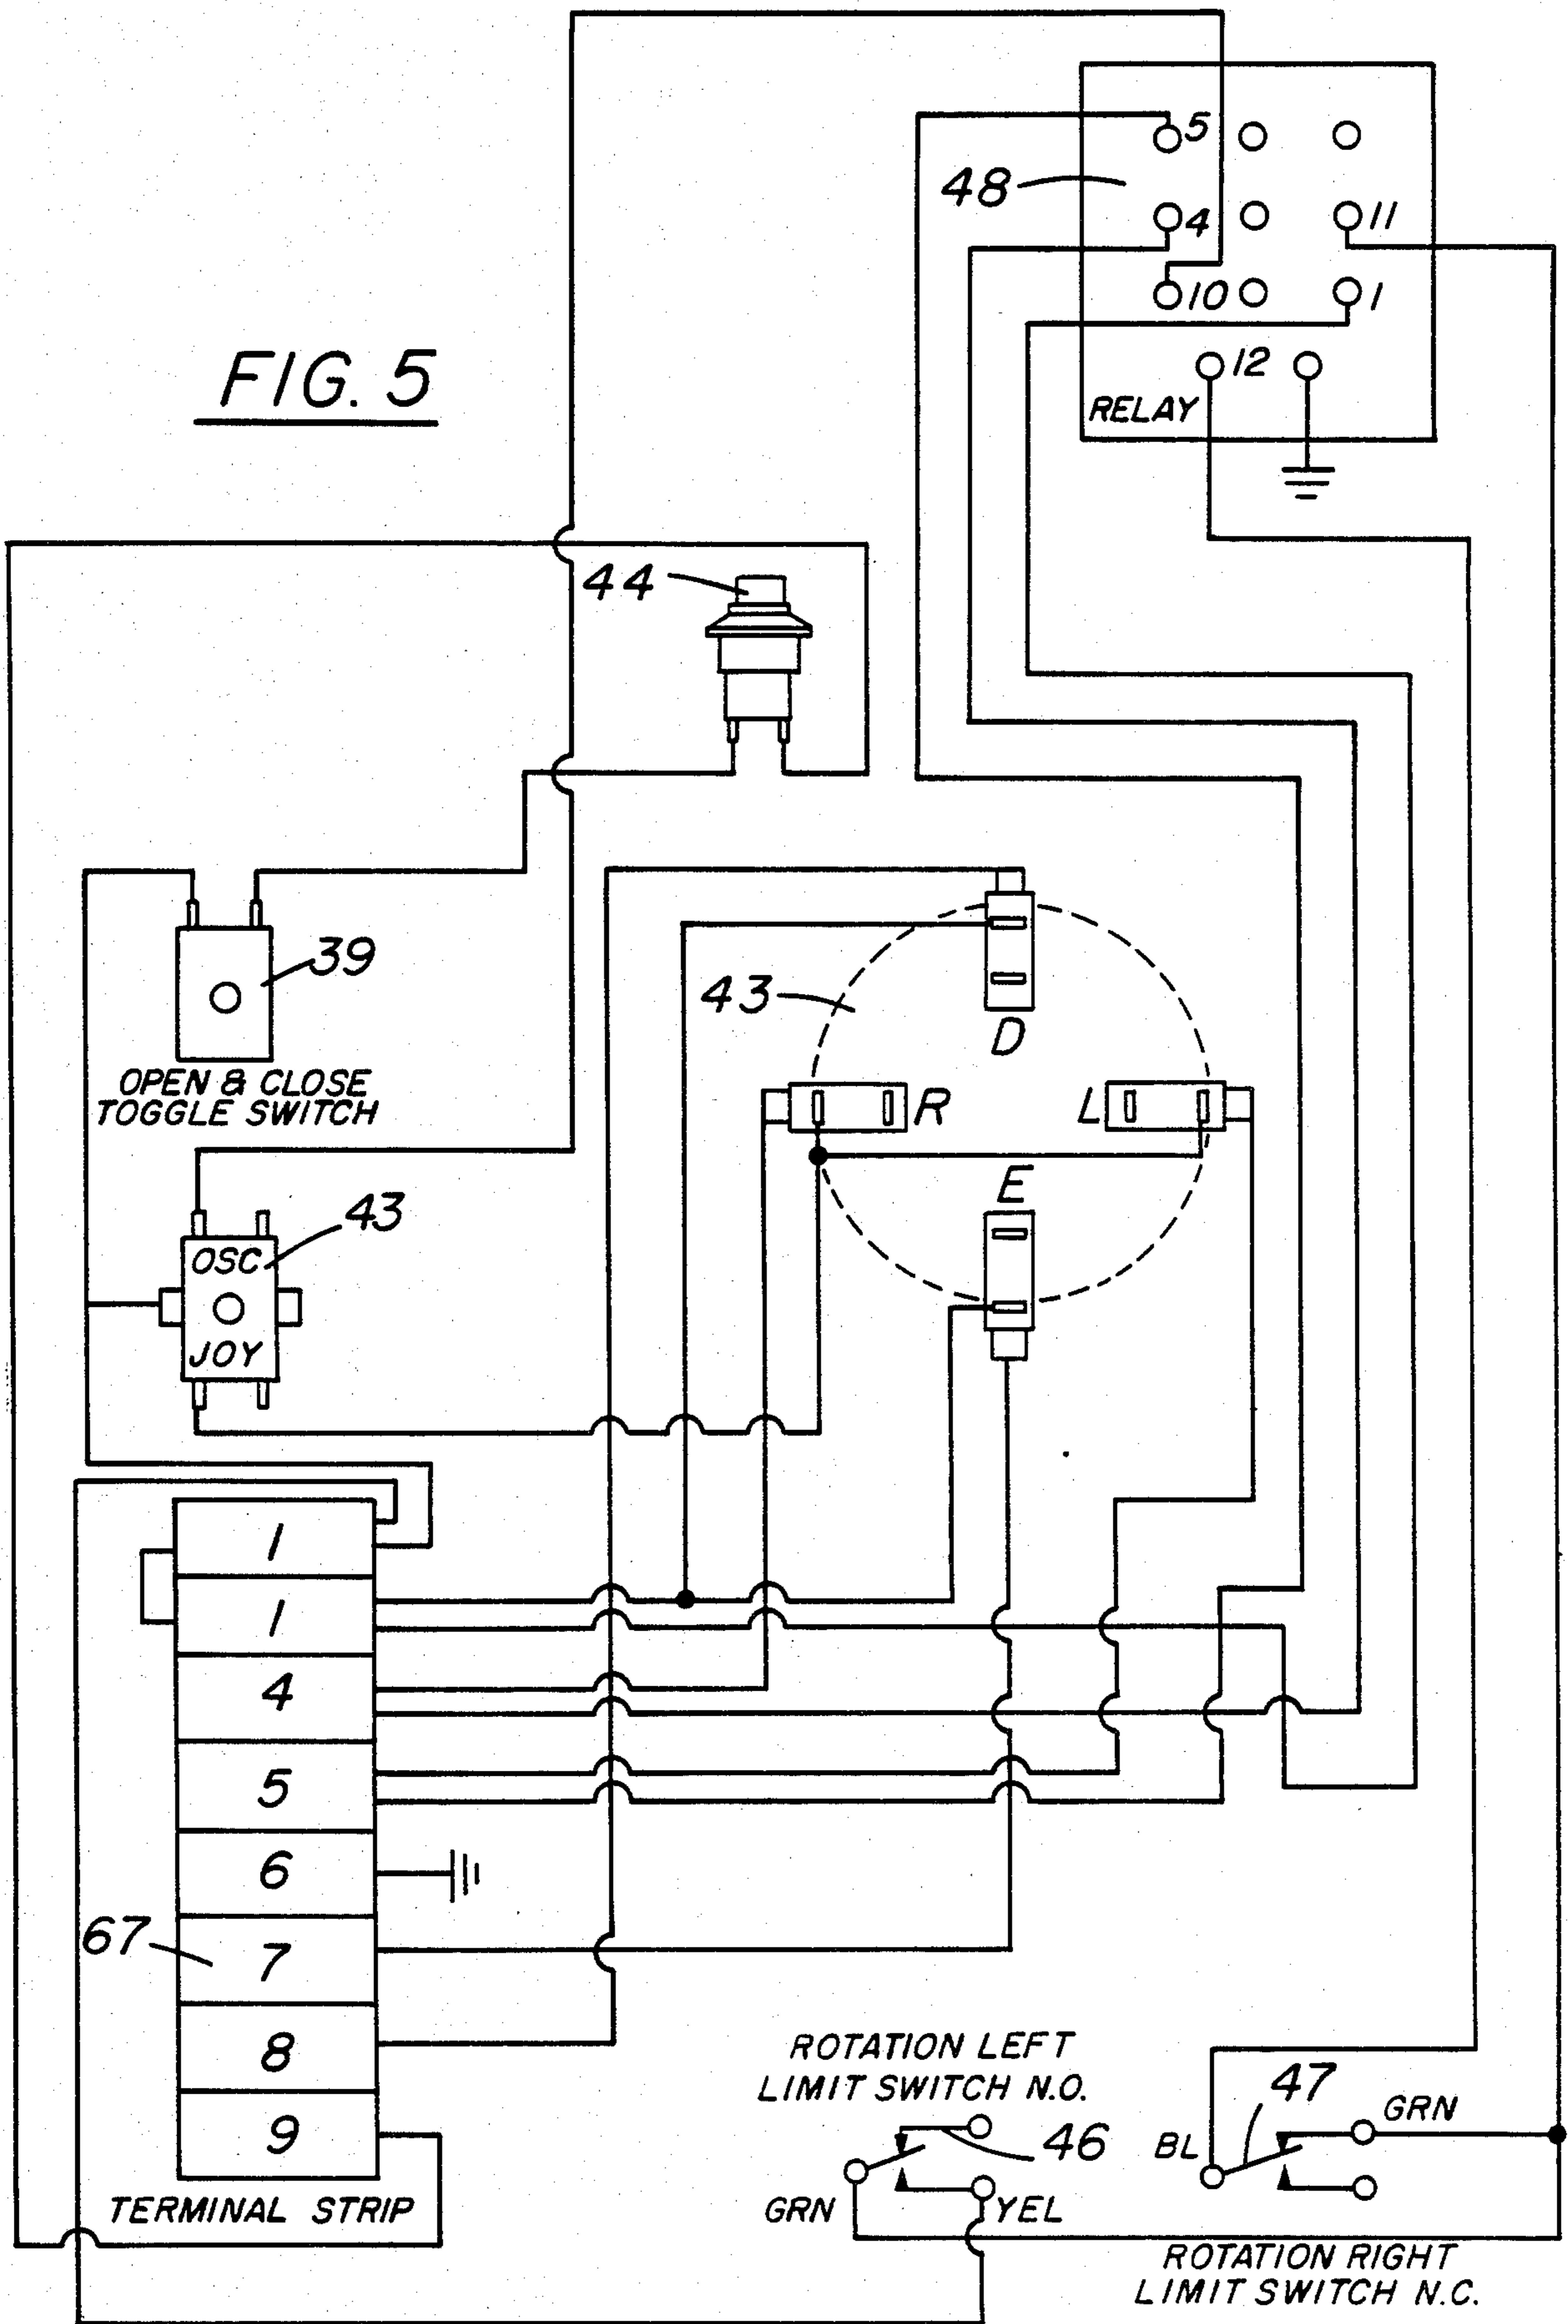 5
48
4
11
10
1
FIG. 5
12
RELAY
44
39
43
D
OPEN & CLOSE
TOGGLE SWITCH
R
L
E
43
OSC
JOY
1
1
4
5
6
67
7
8
9
TERMINAL STRIP
ROTATION LEFT
LIMIT SWITCH N.O.
46
GRN
YEL
47
GRN
BL
ROTATION RIGHT
LIMIT SWITCH N.C.